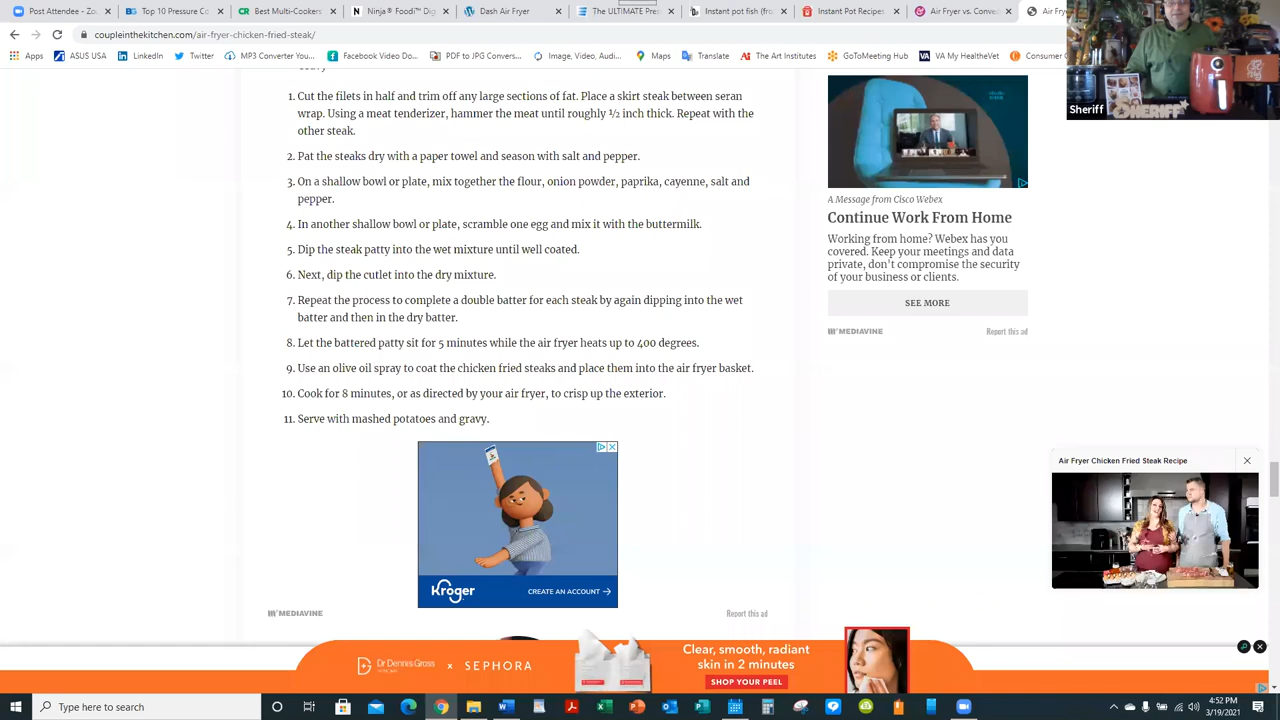 Post Attendee - Zo
Top 10 Pressure Co
Best Multi-Cookers
Ninja® Foodi™ Dig
Dash Air Fryer.
The ULTIMATE Pres
Instant pot fish (fro
Instant Pot Recipes
Air Fryer vs. Conve
Air Fry
coupleinthekitchen.com/air-fryer-chicken-fried-steak/
Apps
ASUS USA
LinkedIn
Twitter
MP3 Converter You...
Facebook Video Do...
PDF to JPG Convers...
Image, Video, Audi...
Maps
Translate
The Art Institutes
GoToMeeting Hub
VA My HealtheVet
Consumer C
1. Cut the filets in half and trim off any large sections of fat. Place a skirt steak between seran
wrap. Using a meat tenderizer, hammer the meat until roughly ½ inch thick. Repeat with the
other steak.
2. Pat the steaks dry with a paper towel and season with salt and pepper.
3. On a shallow bowl or plate, mix together the flour, onion powder, paprika, cayenne, salt and
pepper.
4. In another shallow bowl or plate, scramble one egg and mix it with the buttermilk.
5. Dip the steak patty into the wet mixture until well coated.
6. Next, dip the cutlet into the dry mixture.
7. Repeat the process to complete a double batter for each steak by again dipping into the wet
batter and then in the dry batter.
8. Let the battered patty sit for 5 minutes while the air fryer heats up to 400 degrees.
9. Use an olive oil spray to coat the chicken fried steaks and place them into the air fryer basket.
10. Cook for 8 minutes, or as directed by your air fryer, to crisp up the exterior.
11. Serve with mashed potatoes and gravy.
Kroger
CREATE AN ACCOUNT →
MEDIAVINE
Report this ad
A Message from Cisco Webex
Continue Work From Home
Working from home? Webex has you
covered. Keep your meetings and data
private, don't compromise the security
of your business or clients.
SEE MORE
MEDIAVINE
Report this ad
Sheriff
SHERIFF
Air Fryer Chicken Fried Steak Recipe
Dr Dennis Gross
x SEPHORA
Clear, smooth, radiant
skin in 2 minutes
SHOP YOUR PEEL
Type here to search
4:52 PM
3/19/2021